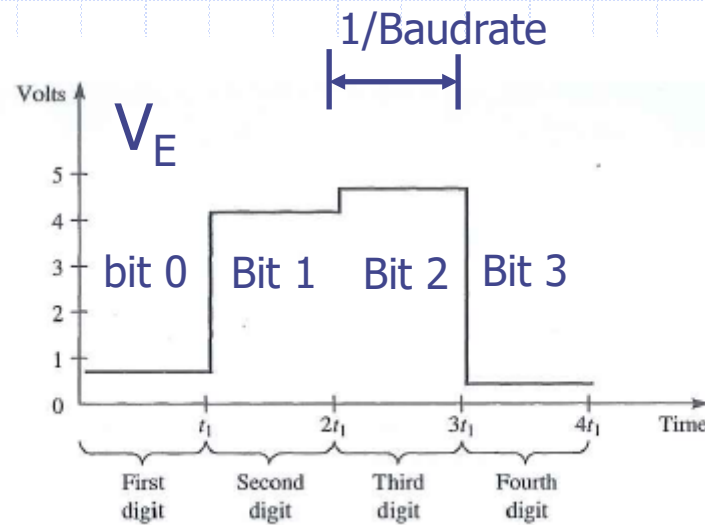 1/Baudrate
Volts
V_E
5
4
3
2
1
0
bit 0 Bit 1 Bit 2 Bit 3
t₁ 2t₁ 3t₁ 4t₁ Time
First Second Third Fourth
digit digit digit digit